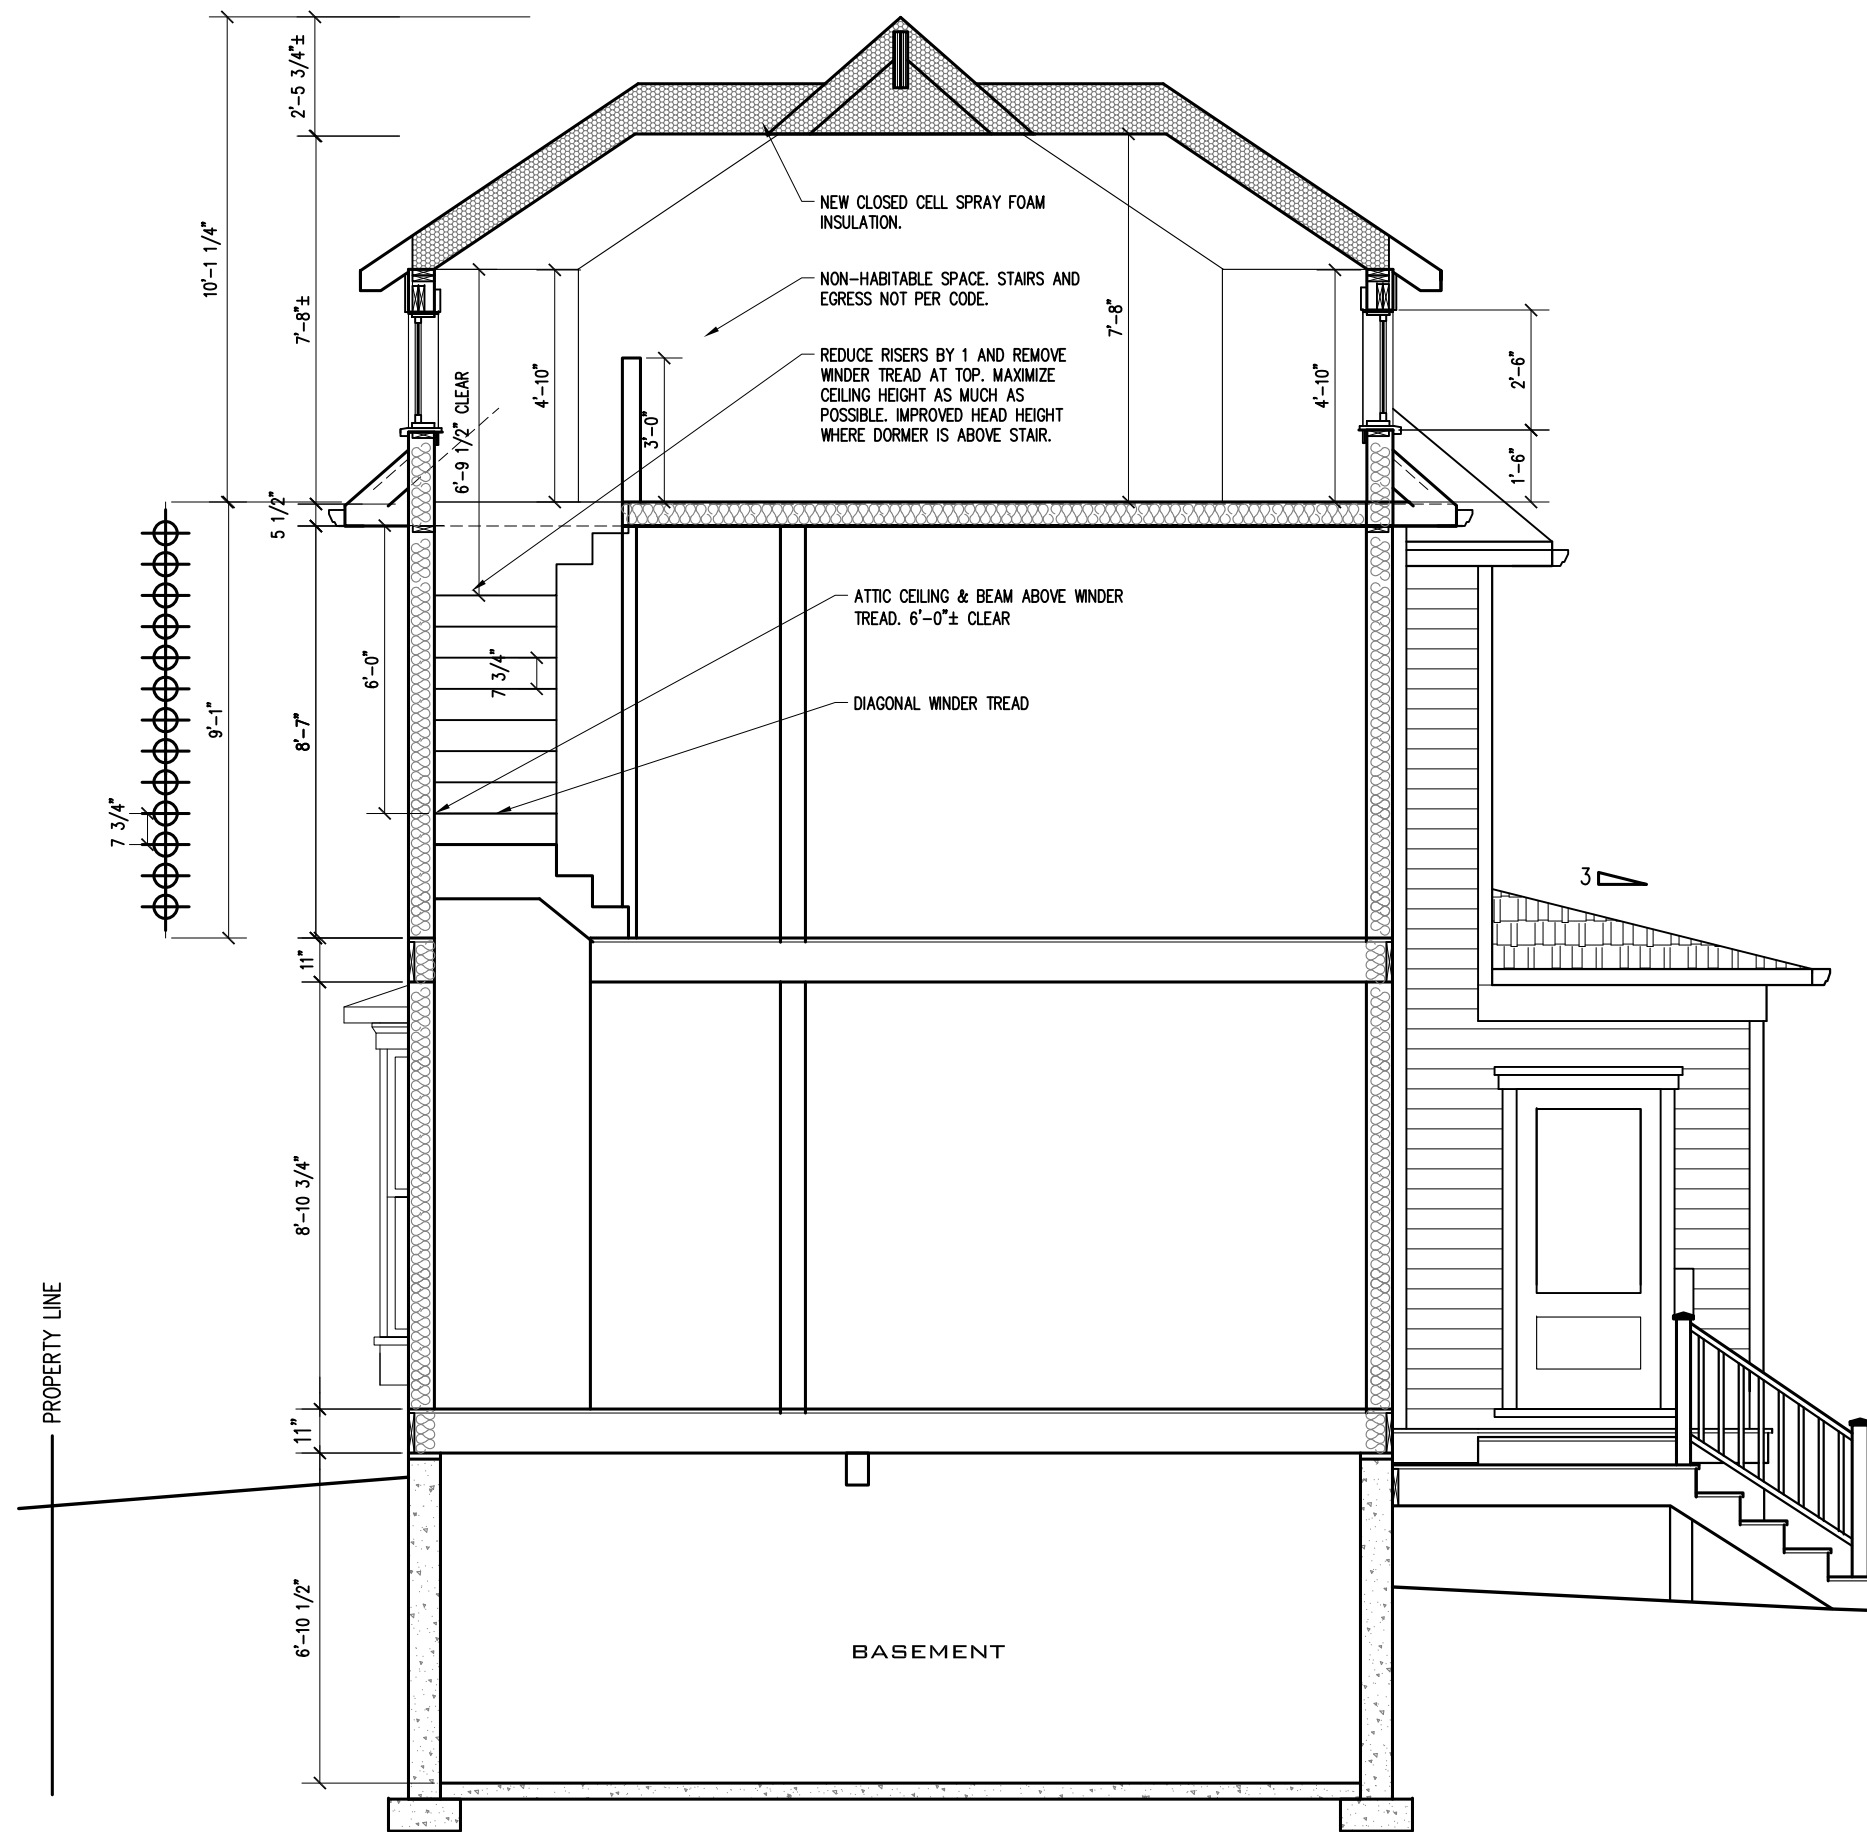 2'-5 3/4"±
10'-1 1/4"
7'-8"±
NEW CLOSED CELL SPRAY FOAM
INSULATION.
NON-HABITABLE SPACE. STAIRS AND
EGRESS NOT PER CODE.
REDUCE RISERS BY 1 AND REMOVE
WINDER TREAD AT TOP. MAXIMIZE
CEILING HEIGHT AS MUCH AS
POSSIBLE. IMPROVED HEAD HEIGHT
WHERE DORMER IS ABOVE STAIR.
6'-9 1/2" CLEAR
4'-10"
3'-0"
7'-8"
4'-10"
2'-6"
1'-6"
5 1/2"
ATTIC CEILING & BEAM ABOVE WINDER
TREAD. 6'-0"± CLEAR
6'-0"
7 3/4"
DIAGONAL WINDER TREAD
9'-1"
8'-7"
7 3/4"
3
11"
8'-10 3/4"
PROPERTY LINE
11"
6'-10 1/2"
BASEMENT